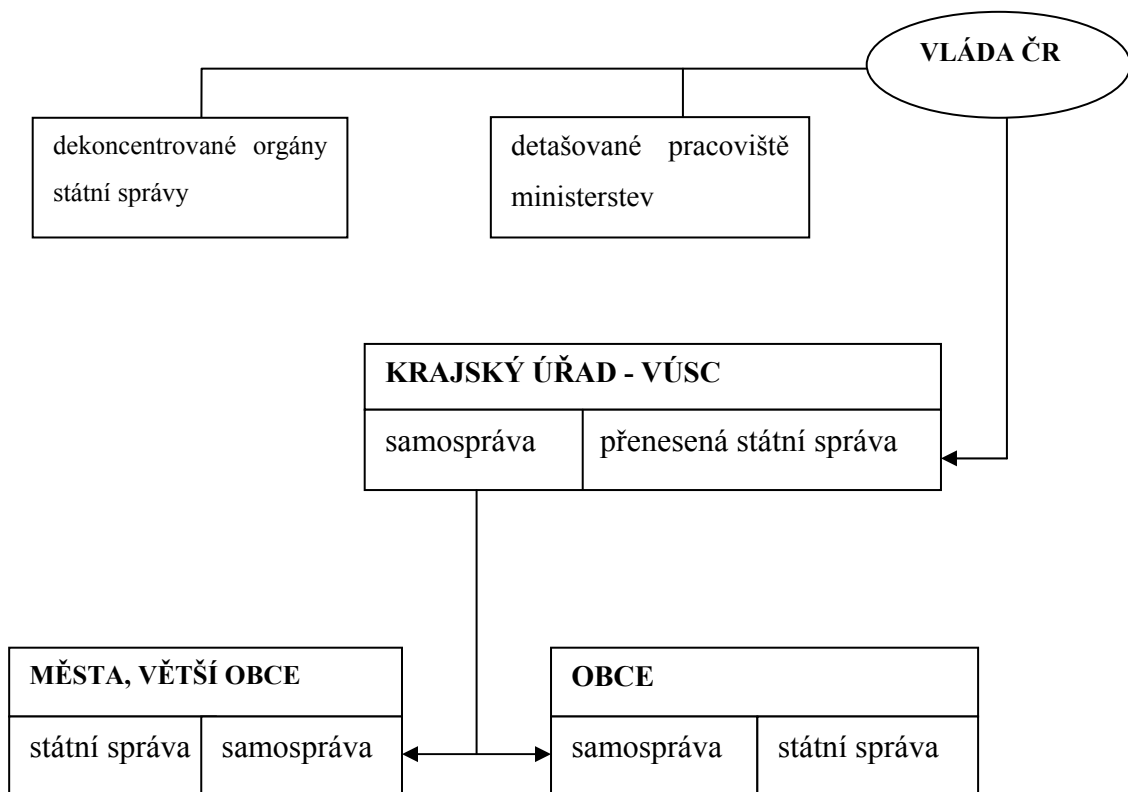 VLÁDA ČR
dekoncentrované orgány
státní správy
detašované pracoviště
ministerstev
KRAJSKÝ ÚŘAD - VÚSC
samospráva
přenesená státní správa
MĚSTA, VĚTŠÍ OBCE
státní správa
samospráva
OBCE
samospráva
státní správa